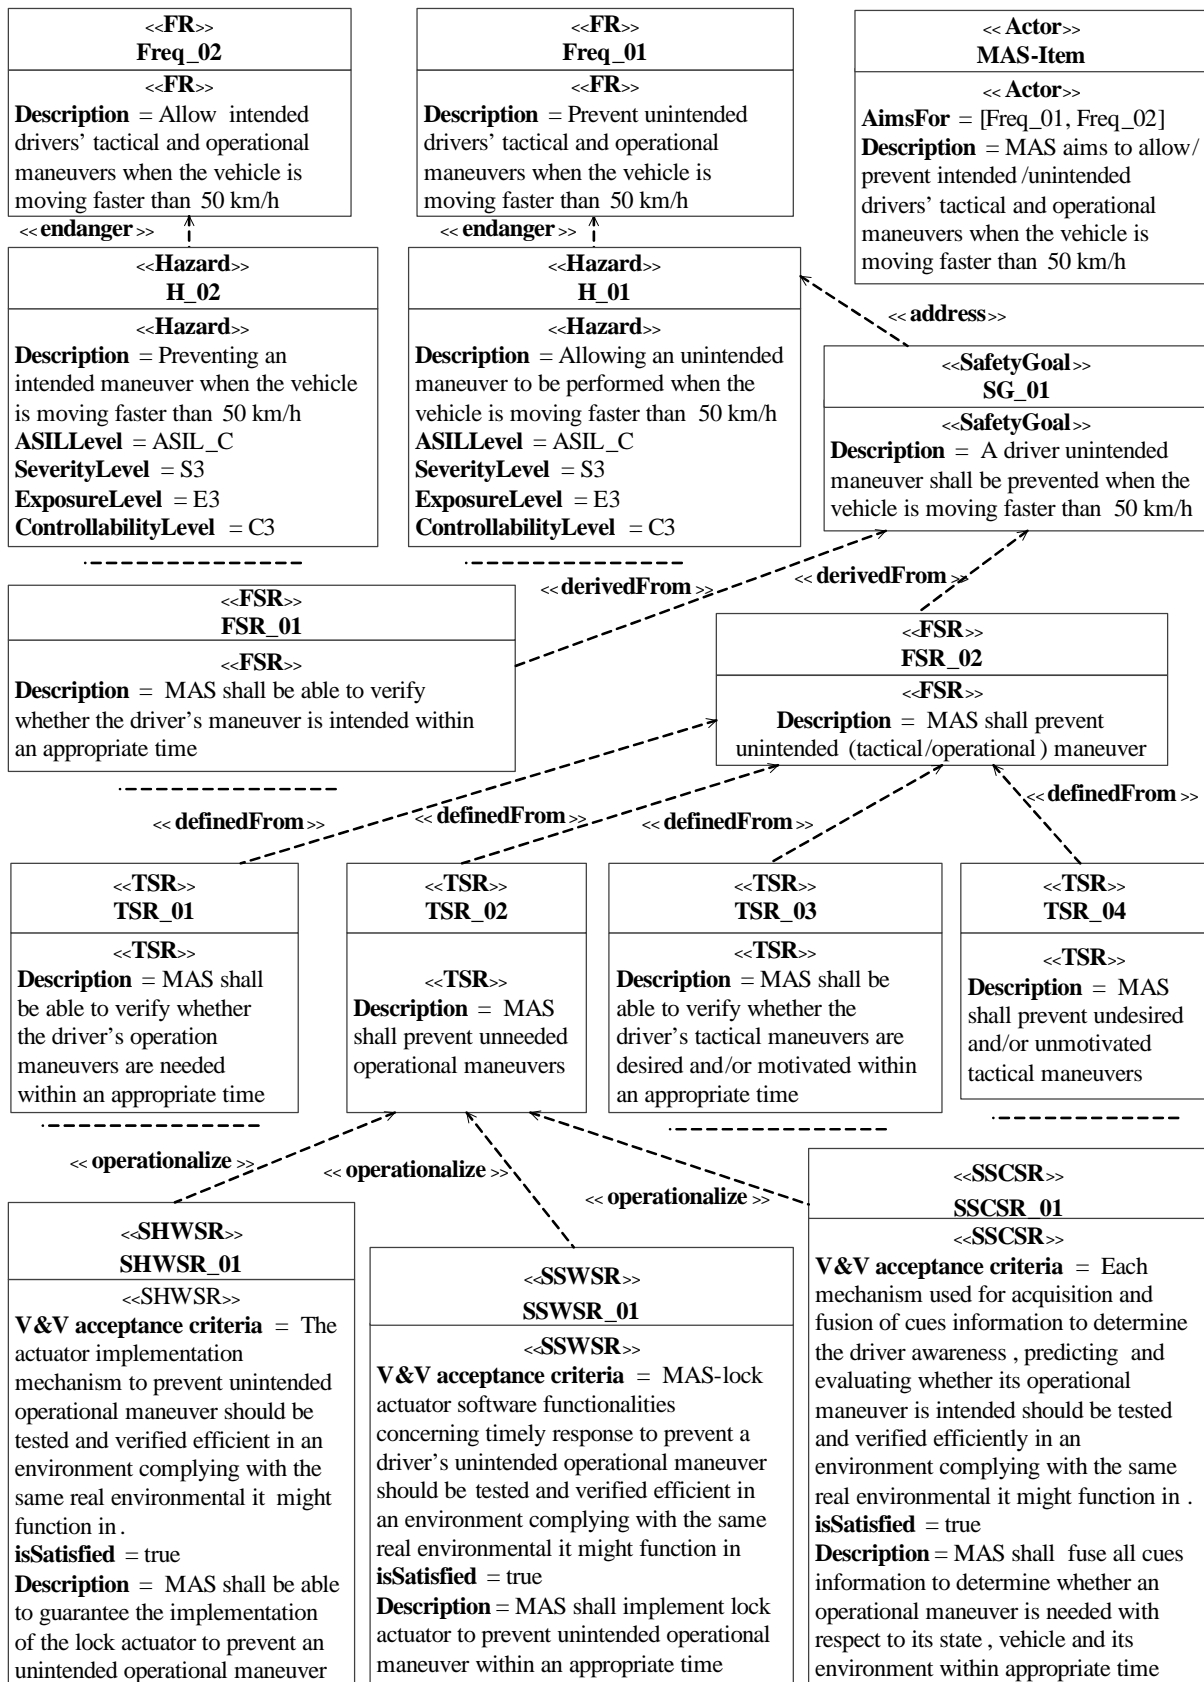 <<FR>>
Freq_02
<<FR>>
Description = Allow intended
drivers’ tactical and operational
maneuvers when the vehicle is
moving faster than 50 km/h
<<FR>>
Freq_01
<<FR>>
Description = Prevent unintended
drivers’ tactical and operational
maneuvers when the vehicle is
moving faster than 50 km/h
<< Actor>>
MAS-Item
<< Actor>>
AimsFor = [Freq_01, Freq_02]
Description = MAS aims to allow/
prevent intended /unintended
drivers’ tactical and operational
maneuvers when the vehicle is
moving faster than 50 km/h
<< endanger >>
<< endanger >>
<<Hazard>>
H_02
<<Hazard>>
Description = Preventing an
intended maneuver when the vehicle
is moving faster than 50 km/h
ASILLevel = ASIL_C
SeverityLevel = S3
ExposureLevel = E3
ControllabilityLevel = C3
<<Hazard>>
H_01
<<Hazard>>
Description = Allowing an unintended
maneuver to be performed when the
vehicle is moving faster than 50 km/h
ASILLevel = ASIL_C
SeverityLevel = S3
ExposureLevel = E3
ControllabilityLevel = C3
<< address>>
<<SafetyGoal>>
SG_01
<<SafetyGoal>>
Description = A driver unintended
maneuver shall be prevented when the
vehicle is moving faster than 50 km/h
<< derivedFrom >>
<< derivedFrom >>
<<FSR>>
FSR_01
<<FSR>>
Description = MAS shall be able to verify
whether the driver’s maneuver is intended within
an appropriate time
<<FSR>>
FSR_02
<<FSR>>
Description = MAS shall prevent
unintended (tactical/operational) maneuver
<< definedFrom >>
<< definedFrom >>
<< definedFrom >>
<< definedFrom >>
<<TSR>>
TSR_01
<<TSR>>
Description = MAS shall
be able to verify whether
the driver’s operation
maneuvers are needed
within an appropriate time
<<TSR>>
TSR_02
<<TSR>>
Description = MAS
shall prevent unneeded
operational maneuvers
<<TSR>>
TSR_03
<<TSR>>
Description = MAS shall be
able to verify whether the
driver’s tactical maneuvers are
desired and/or motivated within
an appropriate time
<<TSR>>
TSR_04
<<TSR>>
Description = MAS
shall prevent undesired
and/or unmotivated
tactical maneuvers
<< operationalize >>
<< operationalize >>
<< operationalize >>
<<SHWSR>>
SHWSR_01
<<SHWSR>>
V&V acceptance criteria = The
actuator implementation
mechanism to prevent unintended
operational maneuver should be
tested and verified efficient in an
environment complying with the
same real environmental it might
function in .
isSatisfied = true
Description = MAS shall be able
to guarantee the implementation
of the lock actuator to prevent an
unintended operational maneuver
<<SSWSR>>
SSWSR_01
<<SSWSR>>
V&V acceptance criteria = MAS-lock
actuator software functionalities
concerning timely response to prevent a
driver’s unintended operational maneuver
should be tested and verified efficient in
an environment complying with the same
real environmental it might function in
isSatisfied = true
Description = MAS shall implement lock
actuator to prevent unintended operational
maneuver within an appropriate time
<<SSCSR>>
SSCSR_01
<<SSCSR>>
V&V acceptance criteria = Each
mechanism used for acquisition and
fusion of cues information to determine
the driver awareness , predicting and
evaluating whether its operational
maneuver is intended should be tested
and verified efficiently in an
environment complying with the same
real environmental it might function in .
isSatisfied = true
Description = MAS shall fuse all cues
information to determine whether an
operational maneuver is needed with
respect to its state , vehicle and its
environment within appropriate time